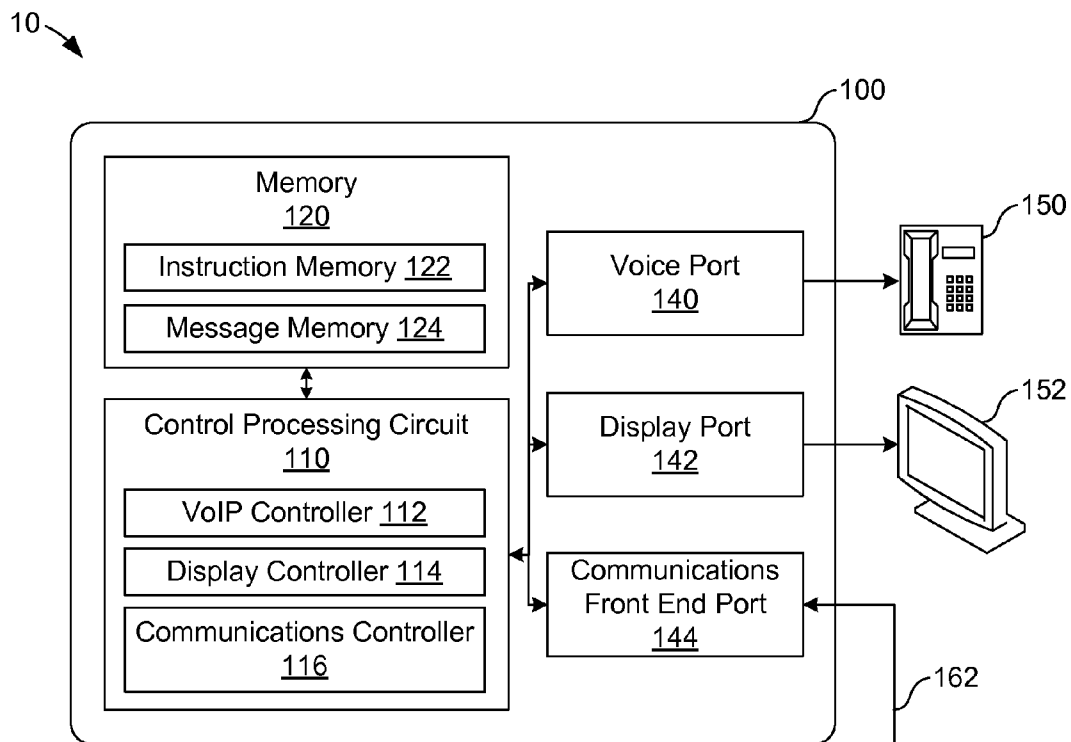 10
100
Memory
120
Instruction Memory 122
Message Memory 124
Control Processing Circuit
110
VoIP Controller 112
Display Controller 114
Communications Controller
116
Voice Port
140
Display Port
142
Communications
Front End Port
144
150
152
162